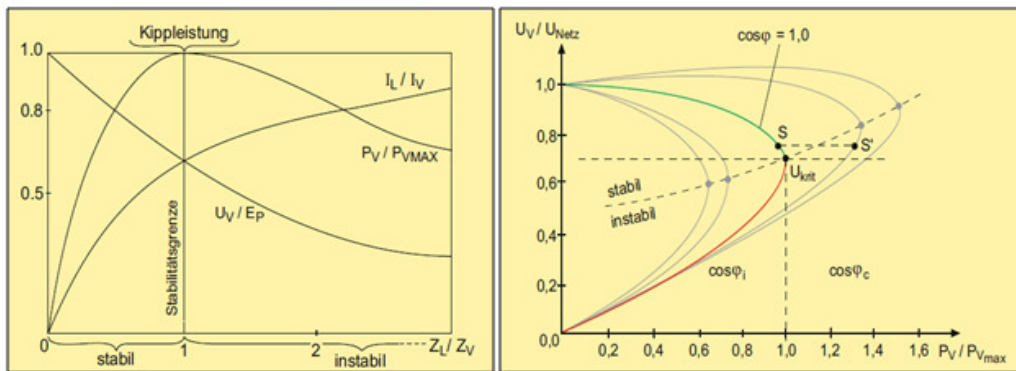 Kippleistung
1.0
I_L / I_V
0.8
P_V / P_VMAX
0.5
U_V / E_P
Stabilitätsgrenze
0
1
2
Z_L / Z_V
stabil
instabil
U_V / U_Netz
cosφ = 1,0
1,0
S
S'
0,8
U_krit
0,6
stabil
instabil
0,4
0,2
cosφ_i
cosφ_c
0,0
0,2
0,6
0,8
1,0
1,2
1,4
1,6
P_V / P_Vmax